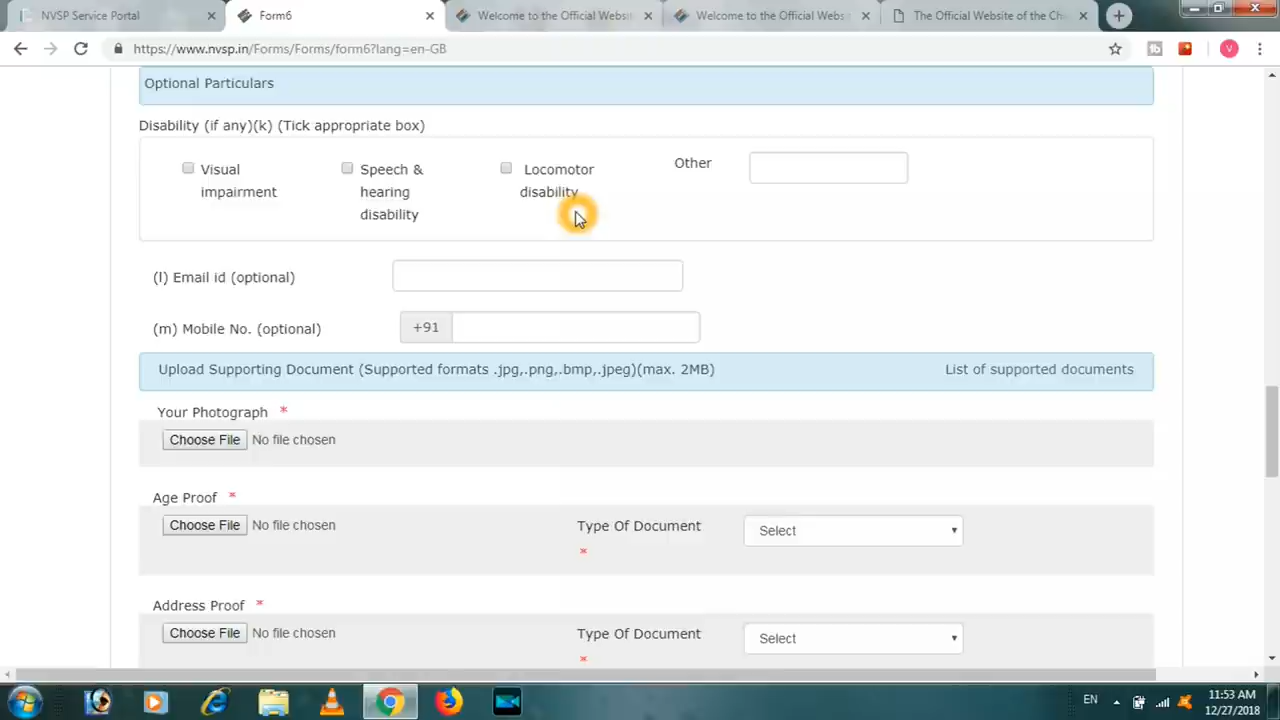 NVSP Service Portal
Form6
Welcome to the Official Websi
Welcome to the Official Webs
The Official Website of the Ch
https://www.nvsp.in/Forms/Forms/form6?lang=en-GB
V
Optional Particulars
Disability (if any)(k) (Tick appropriate box)
Visual
impairment
Speech &
hearing
disability
Locomotor
disability
Other
(l) Email id (optional)
(m) Mobile No. (optional)
+91
Upload Supporting Document (Supported formats .jpg,.png,.bmp,.jpeg)(max. 2MB)
List of supported documents
Your Photograph *
Choose File No file chosen
Age Proof *
Choose File No file chosen
Type Of Document
*
Select
Address Proof *
Choose File No file chosen
Type Of Document
*
Select
EN
11:53 AM
12/27/2018